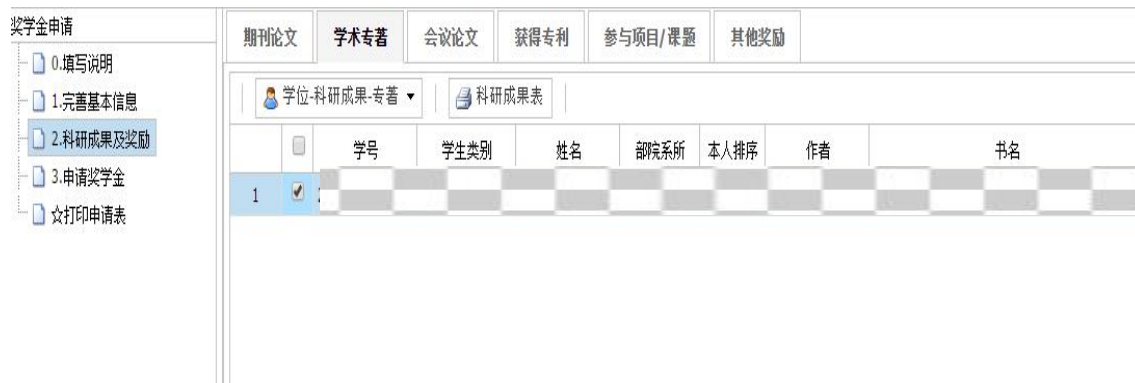 奖学金申请
0.填写说明
1.完善基本信息
2.科研成果及奖励
3.申请奖学金
☆打印申请表
期刊论文 学术专著 会议论文 获得专利 参与项目/课题 其他奖励
学位-科研成果-专著 科研成果表
学号 学生类别 姓名 部院系所 本人排序 作者 书名
1